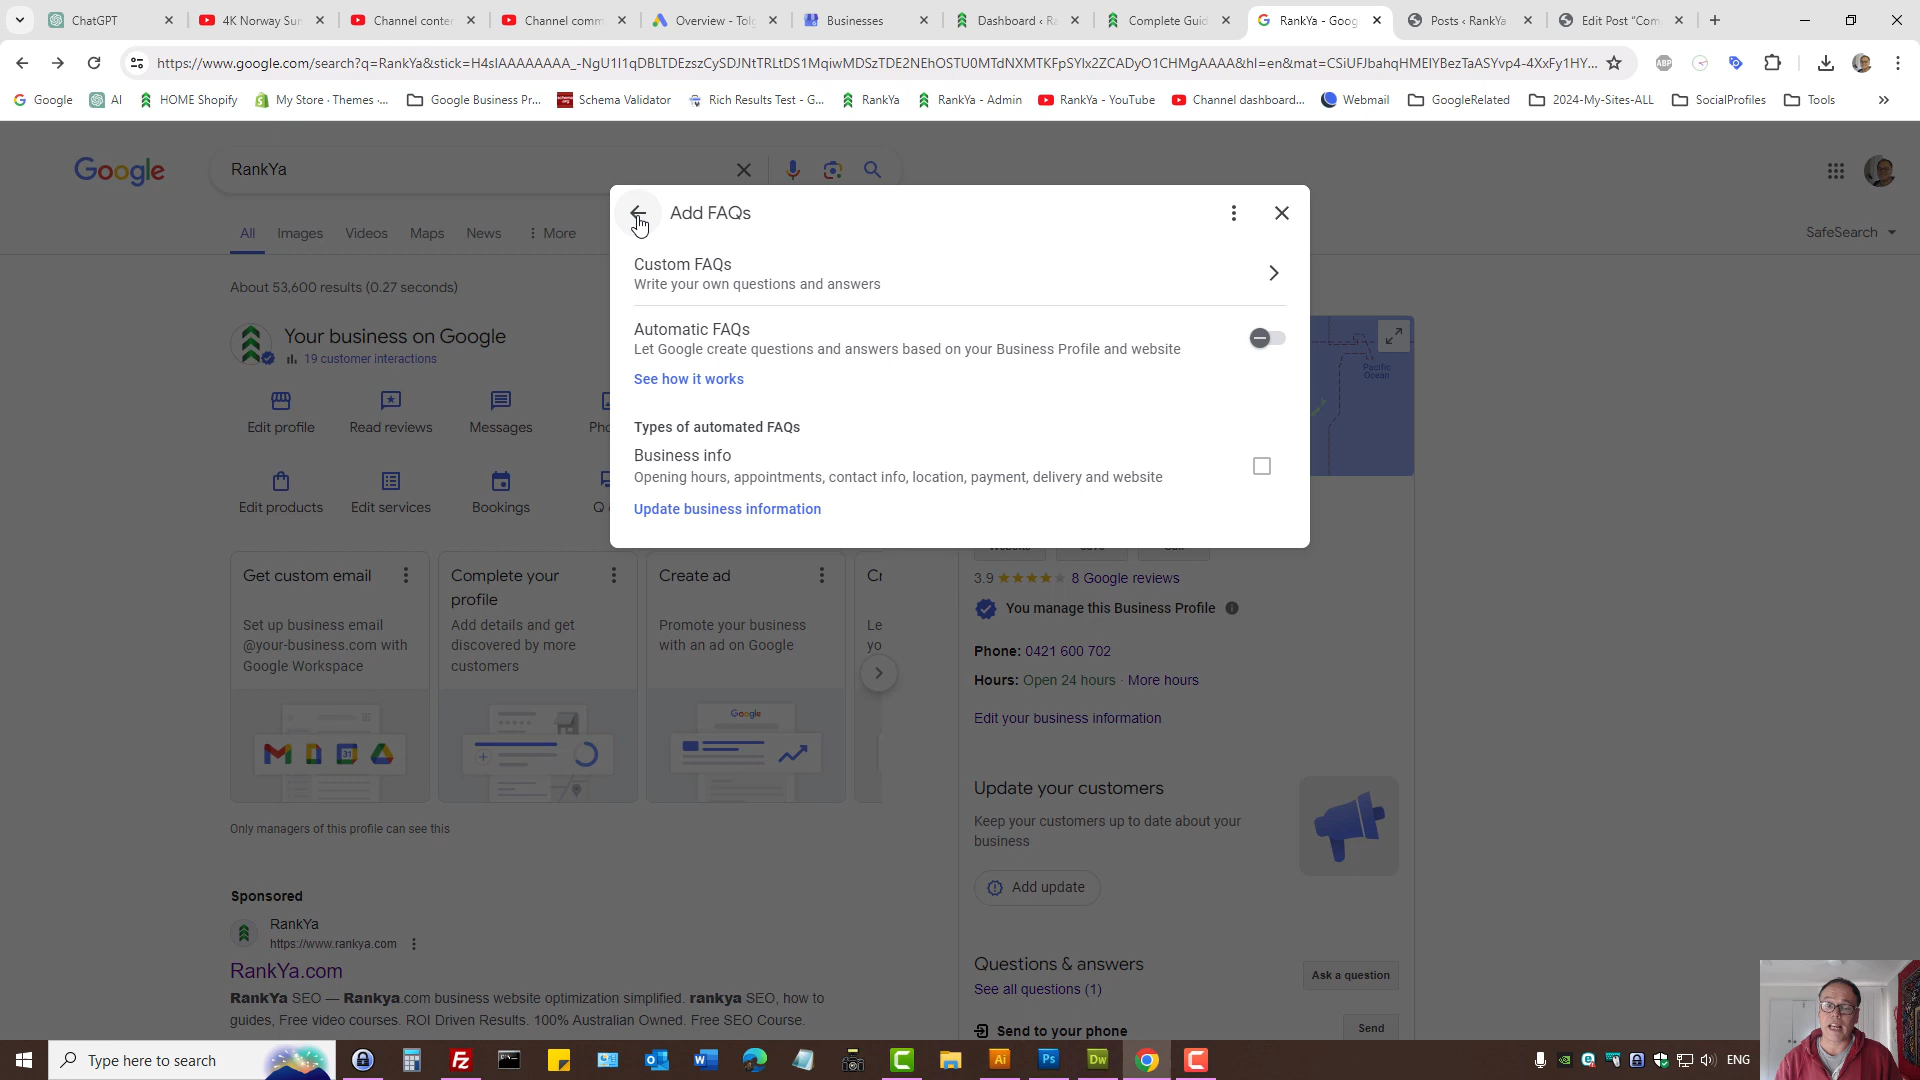 ChatGPT
4K Norway Sun
Channel conter
Channel comm
Overview - Tolg
Businesses
Dashboard ‹ Ra
Complete Guid
RankYa - Goog
Posts ‹ RankYa
Edit Post "Com
https://www.google.com/search?q=RankYa&stick=
Google
AI
HOME Shopify
My Store · Themes ·...
Google Business Pr...
Schema Validator
Rich Results Test - G...
RankYa
RankYa - Admin
RankYa - YouTube
Channel dashboard...
Webmail
GoogleRelated
2024-My-Sites-ALL
SocialProfiles
Tools
Google
RankYa
All
Images
Videos
Maps
News
More
SafeSearch
About 53,600 results (0.27 seconds)
Your business on Google
19 customer interactions
Edit profile
Read reviews
Messages
Pho
Edit products
Edit services
Bookings
Q
Add FAQs
Custom FAQs
Write your own questions and answers
Automatic FAQs
Let Google create questions and answers based on your Business Profile and website
See how it works
Types of automated FAQs
Business info
Opening hours, appointments, contact info, location, payment, delivery and website
Update business information
Pacific
Ocean
Get custom email
Set up business email
@your-business.com with
Google Workspace
Complete your
profile
Add details and get
discovered by more
customers
Create ad
Promote your business
with an ad on Google
Google
Cr
Le
yo
31
Only managers of this profile can see this
Sponsored
RankYa
https://www.rankya.com
RankYa.com
RankYa SEO — Rankya.com business website optimization simplified. rankya SEO, how to
guides, Free video courses. ROI Driven Results. 100% Australian Owned. Free SEO Course.
3.9
8 Google reviews
You manage this Business Profile
Phone: 0421 600 702
Hours: Open 24 hours · More hours
Edit your business information
Update your customers
Keep your customers up to date about your
business
Add update
Questions & answers
See all questions (1)
Ask a question
Send to your phone
Send
Type here to search
ENG